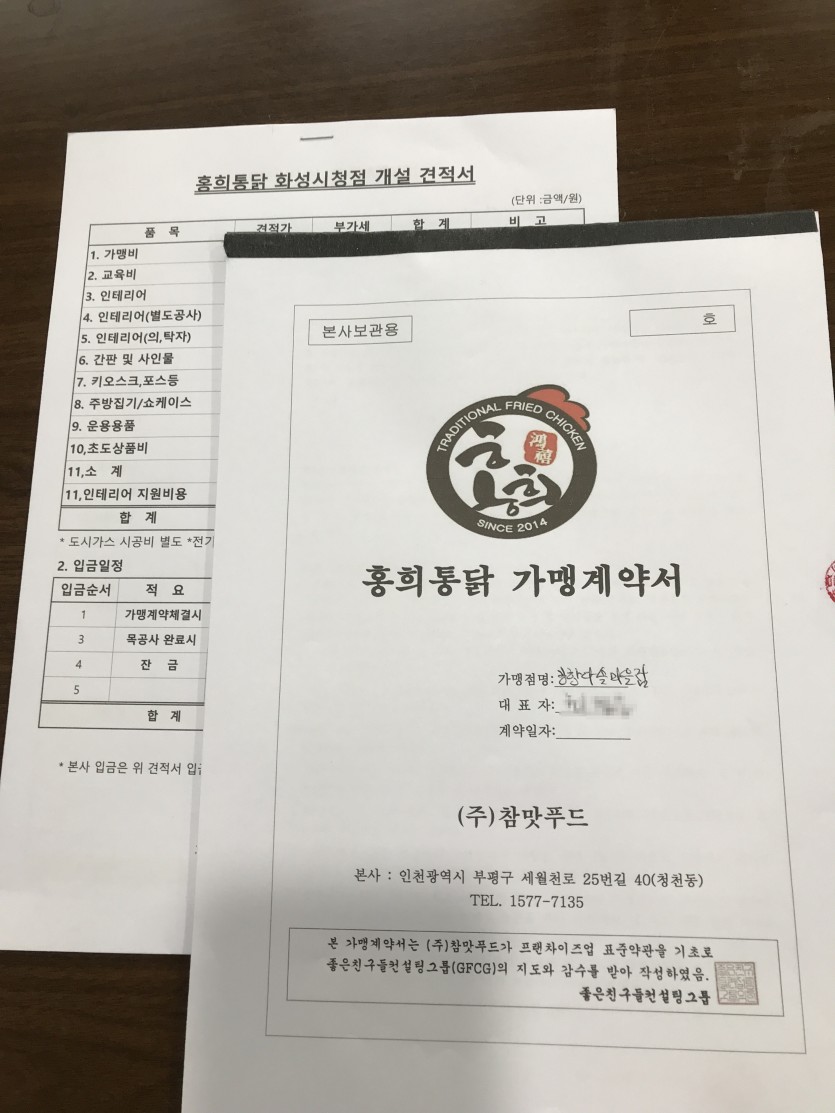 홍희통닭 화성시청점 개설 견적서
(단위 :금액/원)
품 목 견적가 부가세 합 계 비 고
1. 가맹비
2. 교육비
3. 인테리어
4. 인테리어(별도공사)
5. 인테리어(의,탁자)
6. 간판 및 사인물
7. 키오스크,포스등
8. 주방집기/쇼케이스
9. 운용용품
10,초도상품비
11,소 계
11,인테리어 지원비용
합 계
* 도시가스 시공비 별도 *전기
2. 입금일정
입금순서 적 요
1 가맹계약체결시
3 목공사 완료시
4 잔 금
5
합 계
* 본사 입금은 위 견적서 입금
본사보관용
호
TRADITIONAL FRIED CHICKEN
鴻禧
홍희
SINCE 2014
홍희통닭 가맹계약서
가맹점명:
대 표 자:
계약일자:
(주)참맛푸드
본사 : 인천광역시 부평구 세월천로 25번길 40(청천동)
TEL. 1577-7135
본 가맹계약서는 (주)참맛푸드가 프랜차이즈업 표준약관을 기초로
좋은친구들컨설팅그룹(GFCG)의 지도와 감수를 받아 작성하였음.
좋은친구들컨설팅그룹